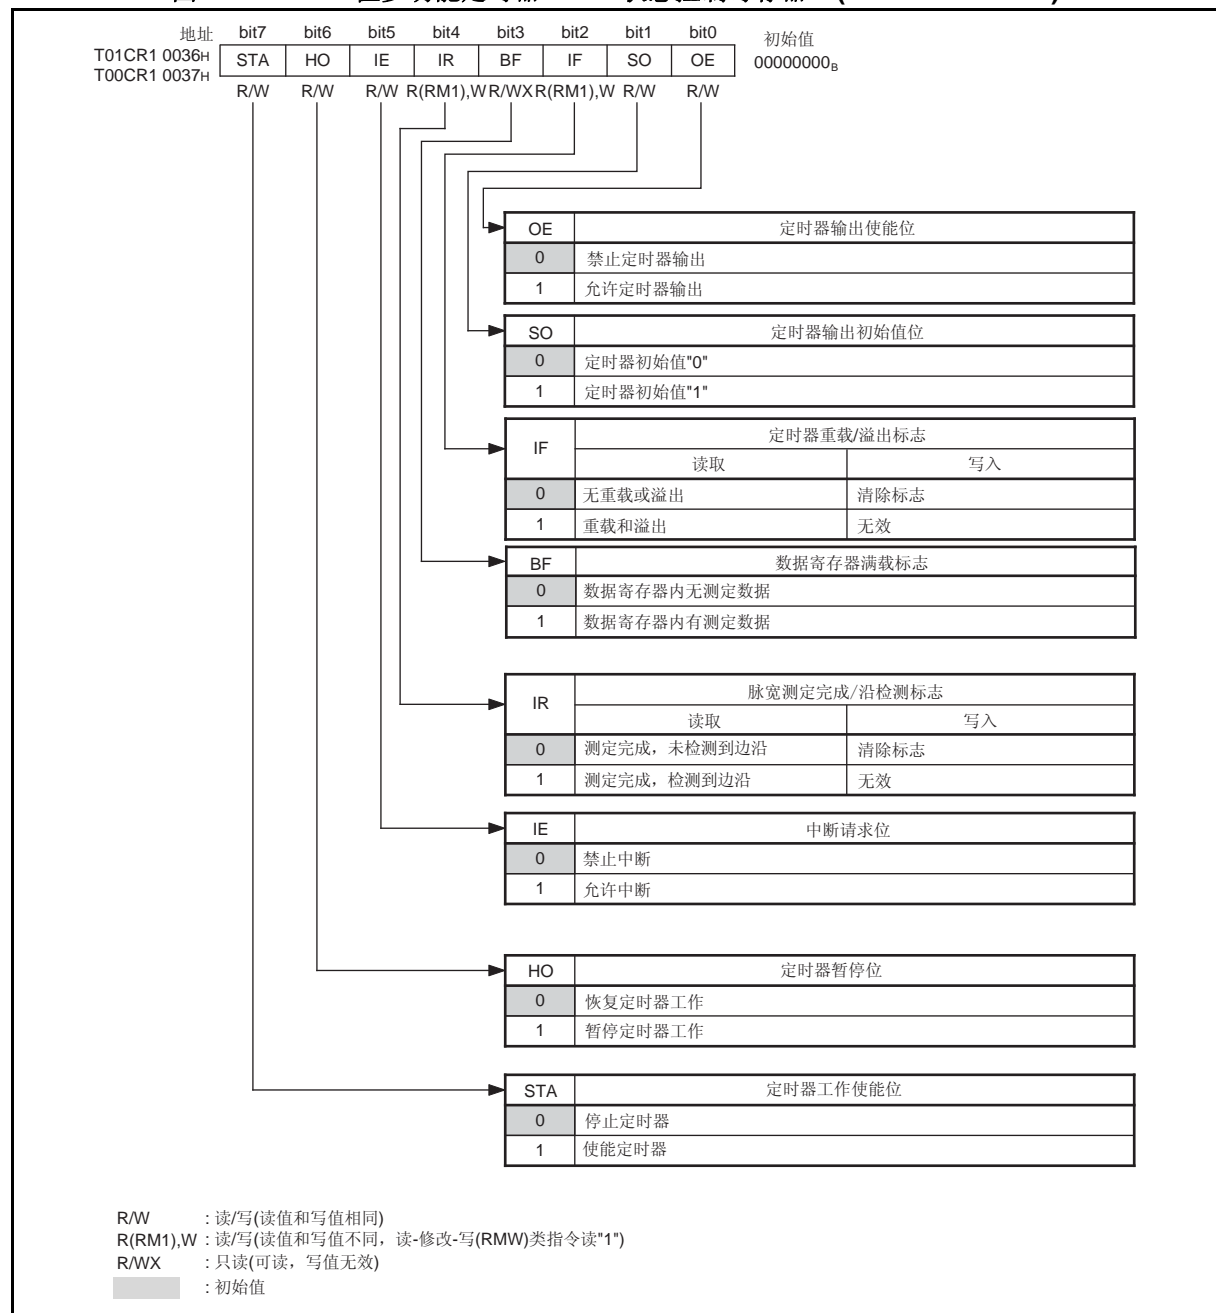 地址 bit7 bit6 bit5 bit4 bit3 bit2 bit1 bit0 初始值
T01CR1 0036H STA HO IE IR BF IF SO OE 00000000B
T00CR1 0037H
R/W R/W R/W R(RM1),W R/WX R(RM1),W R/W R/W
OE 定时器输出使能位
0 禁止定时器输出
1 允许定时器输出
SO 定时器输出初始值位
0 定时器初始值"0"
1 定时器初始值"1"
IF 定时器重载/溢出标志
读取 写入
0 无重载或溢出 清除标志
1 重载和溢出 无效
BF 数据寄存器满载标志
0 数据寄存器内无测定数据
1 数据寄存器内有测定数据
IR 脉宽测定完成/沿检测标志
读取 写入
0 测定完成，未检测到边沿 清除标志
1 测定完成，检测到边沿 无效
IE 中断请求位
0 禁止中断
1 允许中断
HO 定时器暂停位
0 恢复定时器工作
1 暂停定时器工作
STA 定时器工作使能位
0 停止定时器
1 使能定时器
R/W : 读/写(读值和写值相同)
R(RM1),W : 读/写(读值和写值不同，读-修改-写(RMW)类指令读"1")
R/WX : 只读(可读，写值无效)
: 初始值